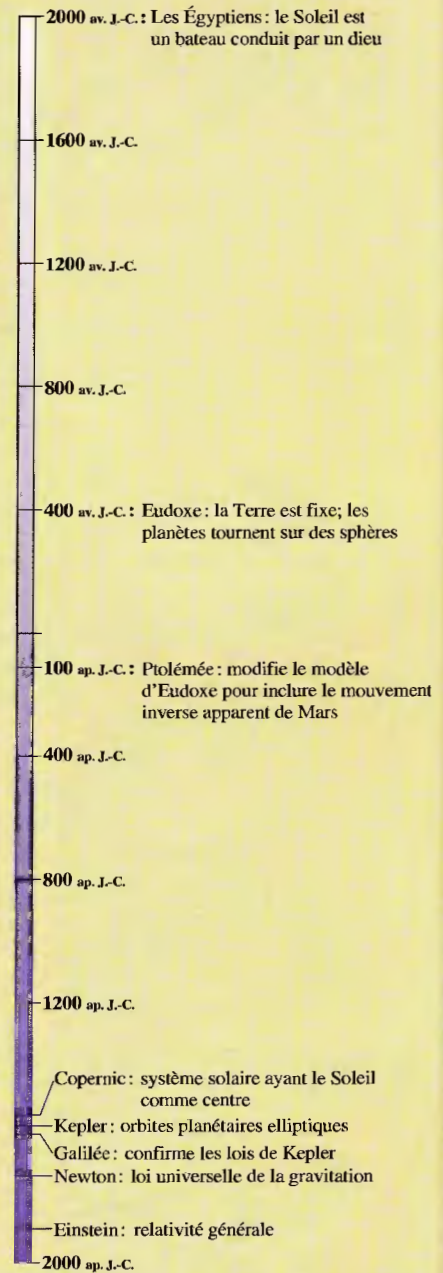 2000 av. J.-C. : Les Égyptiens : le Soleil est
un bateau conduit par un dieu
1600 av. J.-C.
1200 av. J.-C.
800 av. J.-C.
400 av. J.-C. : Eudoxe : la Terre est fixe; les
planètes tournent sur des sphères
100 ap. J.-C. : Ptolémée : modifie le modèle
d'Eudoxe pour inclure le mouvement
inverse apparent de Mars
400 ap. J.-C.
800 ap. J.-C.
1200 ap. J.-C.
Copernic : système solaire ayant le Soleil
comme centre
Kepler : orbites planétaires elliptiques
Galilée : confirme les lois de Kepler
Newton : loi universelle de la gravitation
Einstein : relativité générale
2000 ap. J.-C.